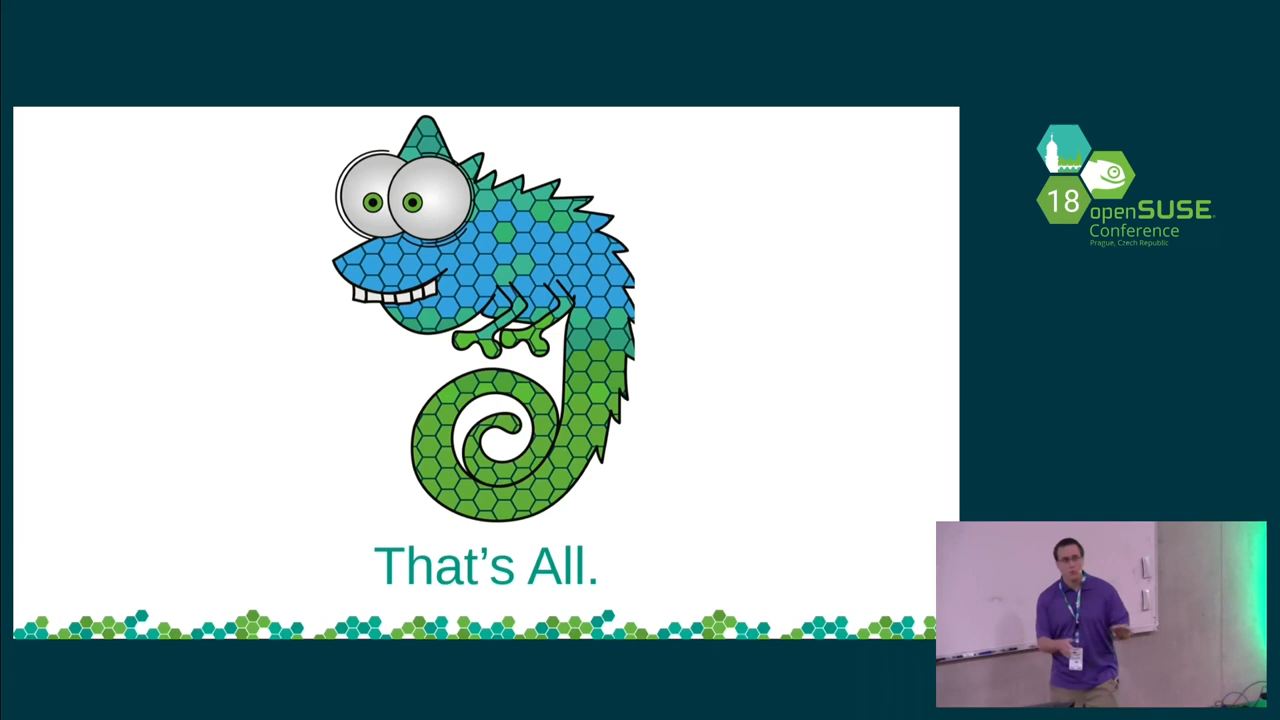 18
openSUSE
Conference
Prague, Czech Republic
That's All.